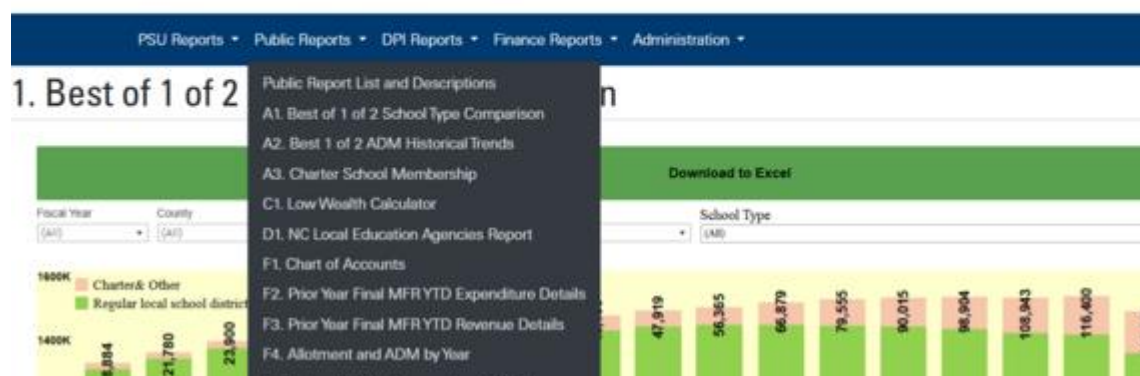 PSU Reports Public Reports DPI Reports Finance Reports Administration
1. Best of 1 of 2
n
Public Report List and Descriptions
A1. Best of 1 of 2 School Type Comparison
A2. Best 1 of 2 ADM Historical Trends
A3. Charter School Membership
C1. Low Wealth Calculator
D1. NC Local Education Agencies Report
F1. Chart of Accounts
F2. Prior Year Final MFR YTD Expenditure Details
F3. Prior Year Final MFR YTD Revenue Details
F4. Allotment and ADM by Year
Download to Excel
Fiscal Year County School Type
(All) (All) (All)
1600K
Charter& Other
Regular local school district
1400K
8,884
21,780
23,900
47,919
56,365
66,879
79,555
90,015
98,904
108,943
116,400